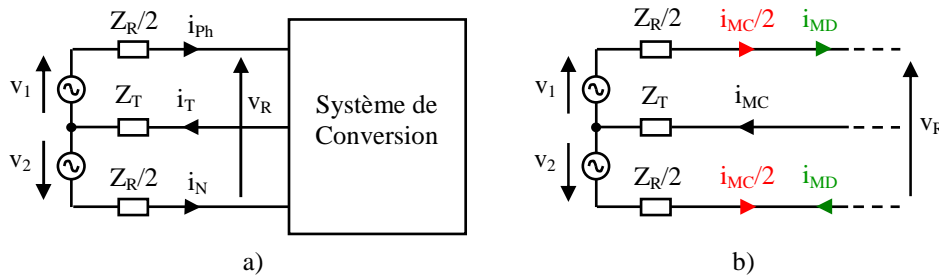 Z_R/2 i_Ph
v_1
Z_T i_T v_R
Système de
Conversion
v_2
Z_R/2 i_N
a)
Z_R/2 i_MC/2 i_MD
v_1
Z_T i_MC
v_R
v_2
Z_R/2 i_MC/2 i_MD
b)